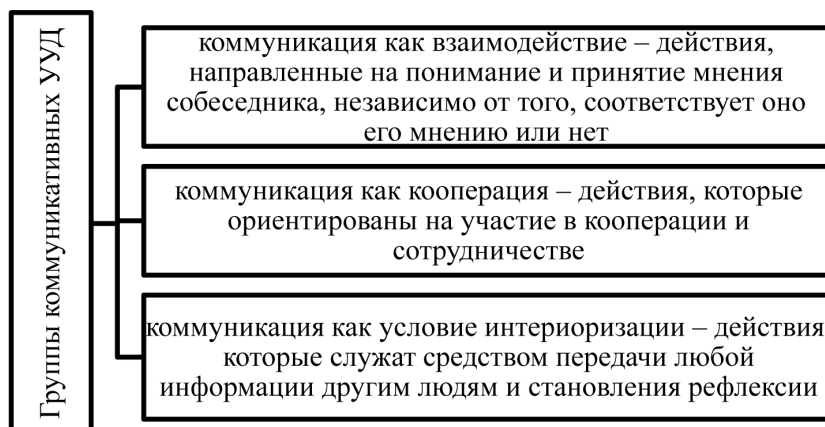 Группы коммуникативных УУД
коммуникация как взаимодействие – действия,
направленные на понимание и принятие мнения
собеседника, независимо от того, соответствует оно
его мнению или нет
коммуникация как кооперация – действия, которые
ориентированы на участие в кооперации и
сотрудничестве
коммуникация как условие интериоризации – действия
которые служат средством передачи любой
информации другим людям и становления рефлексии